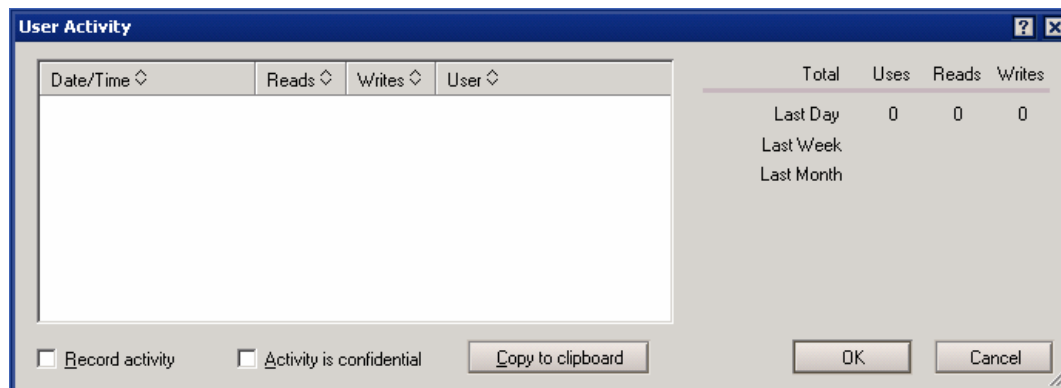 User Activity
Date/Time Reads Writes User
Total Uses Reads Writes
Last Day 0 0 0
Last Week
Last Month
Record activity Activity is confidential Copy to clipboard OK Cancel